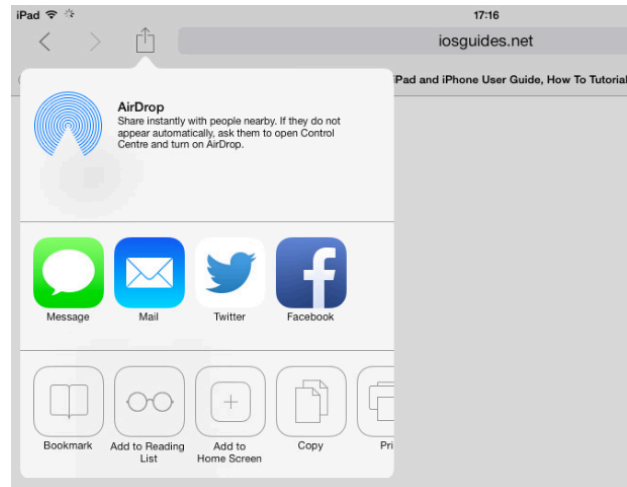 iPad 17:16
iosguides.net
iPad and iPhone User Guide, How To Tutorial
AirDrop
Share instantly with people nearby. If they do not
appear automatically, ask them to open Control
Centre and turn on AirDrop.
Message Mail Twitter Facebook
Bookmark Add to Reading Add to Copy Pri
List Home Screen